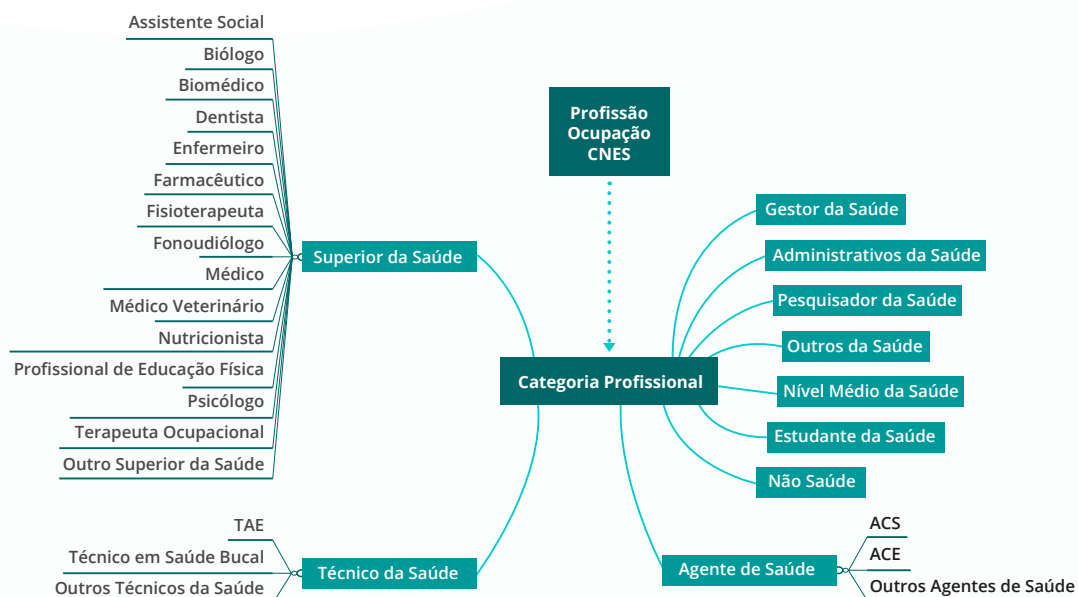 Assistente Social
Biólogo
Biomédico
Dentista
Enfermeiro
Farmacêutico
Fisioterapeuta
Fonoudiólogo
Médico
Médico Veterinário
Nutricionista
Profissional de Educação Física
Psicólogo
Terapeuta Ocupacional
Outro Superior da Saúde
Superior da Saúde
TAE
Técnico em Saúde Bucal
Outros Técnicos da Saúde
Técnico da Saúde
Profissão
Ocupação
CNES
Categoria Profissional
Gestor da Saúde
Administrativos da Saúde
Pesquisador da Saúde
Outros da Saúde
Nível Médio da Saúde
Estudante da Saúde
Não Saúde
Agente de Saúde
ACS
ACE
Outros Agentes de Saúde